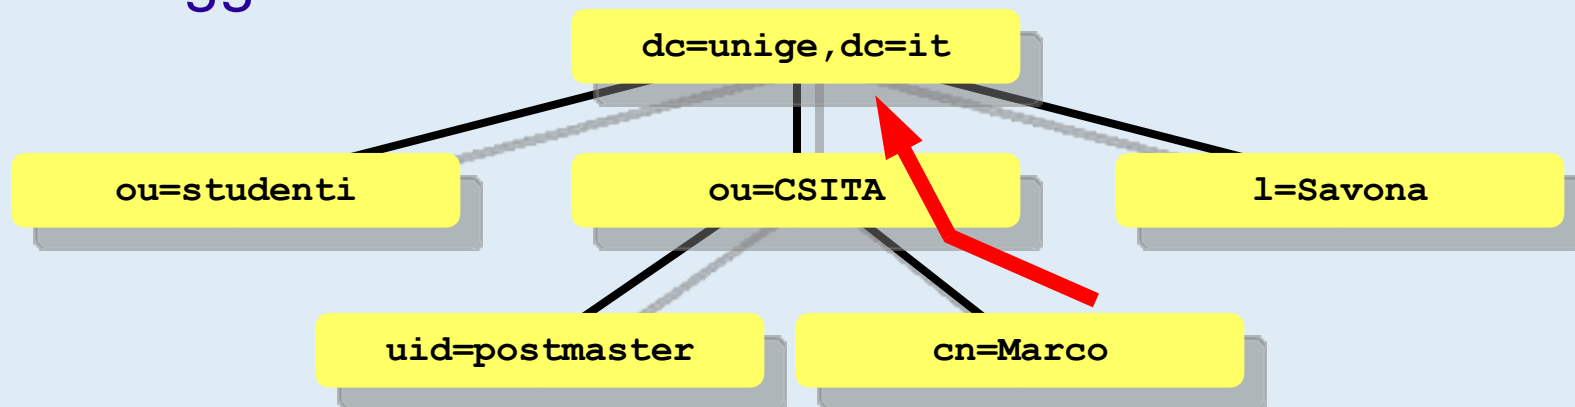 dc=unige,dc=it
ou=studenti
ou=CSITA
l=Savona
uid=postmaster
cn=Marco